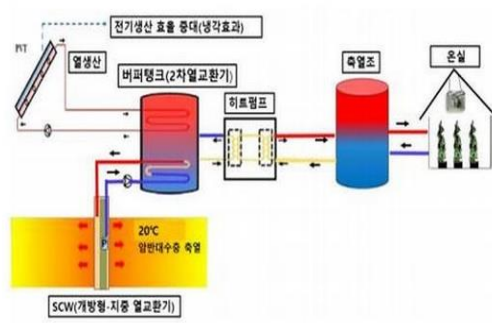 전기생산 효율 증대(냉각효과)
PVT
열생산
버퍼탱크(2차열교환기)
히트펌프
축열조
온실
20℃
암반대수층 축열
P
SCW(개방형·지중 열교환기)